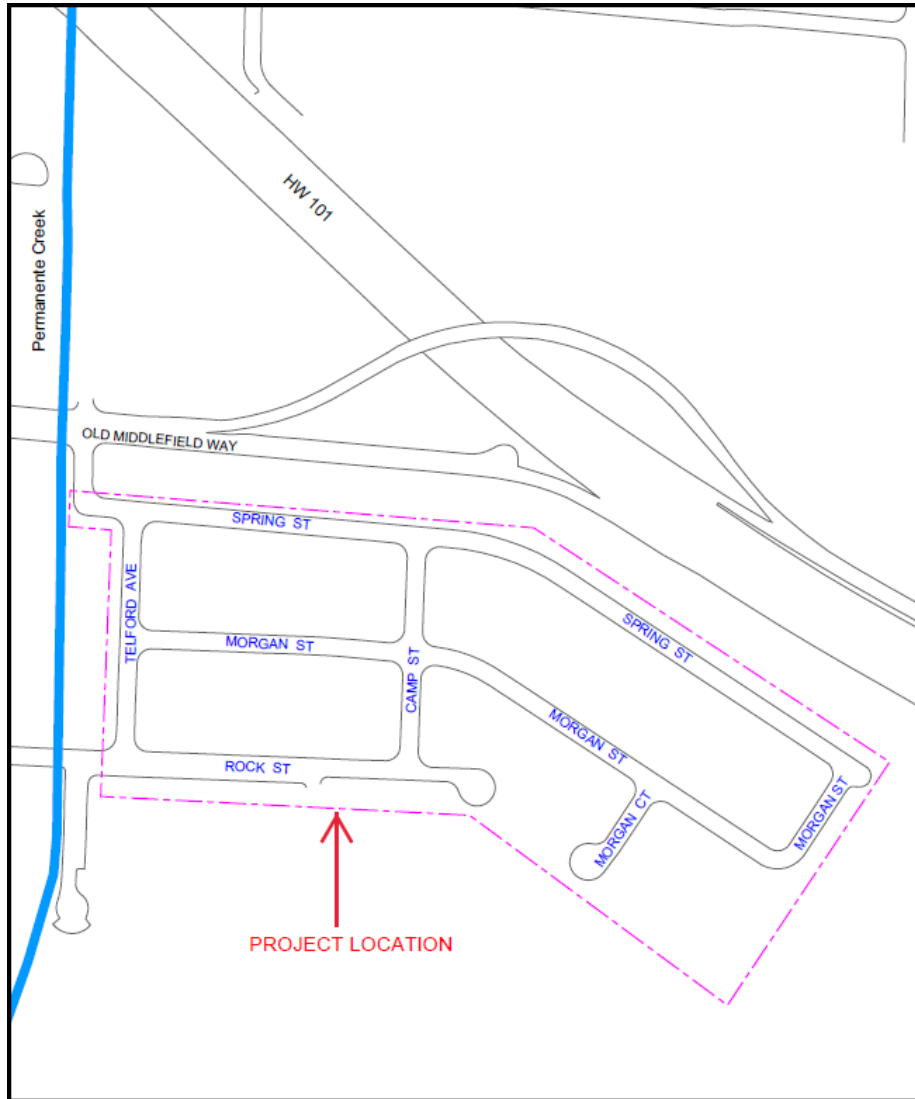 HW 101
Permanente Creek
OLD MIDDLEFIELD WAY
SPRING ST
TELFORD AVE
MORGAN ST
CAMP ST
SPRING ST
MORGAN ST
ROCK ST
MORGAN CT
MORGAN ST
PROJECT LOCATION